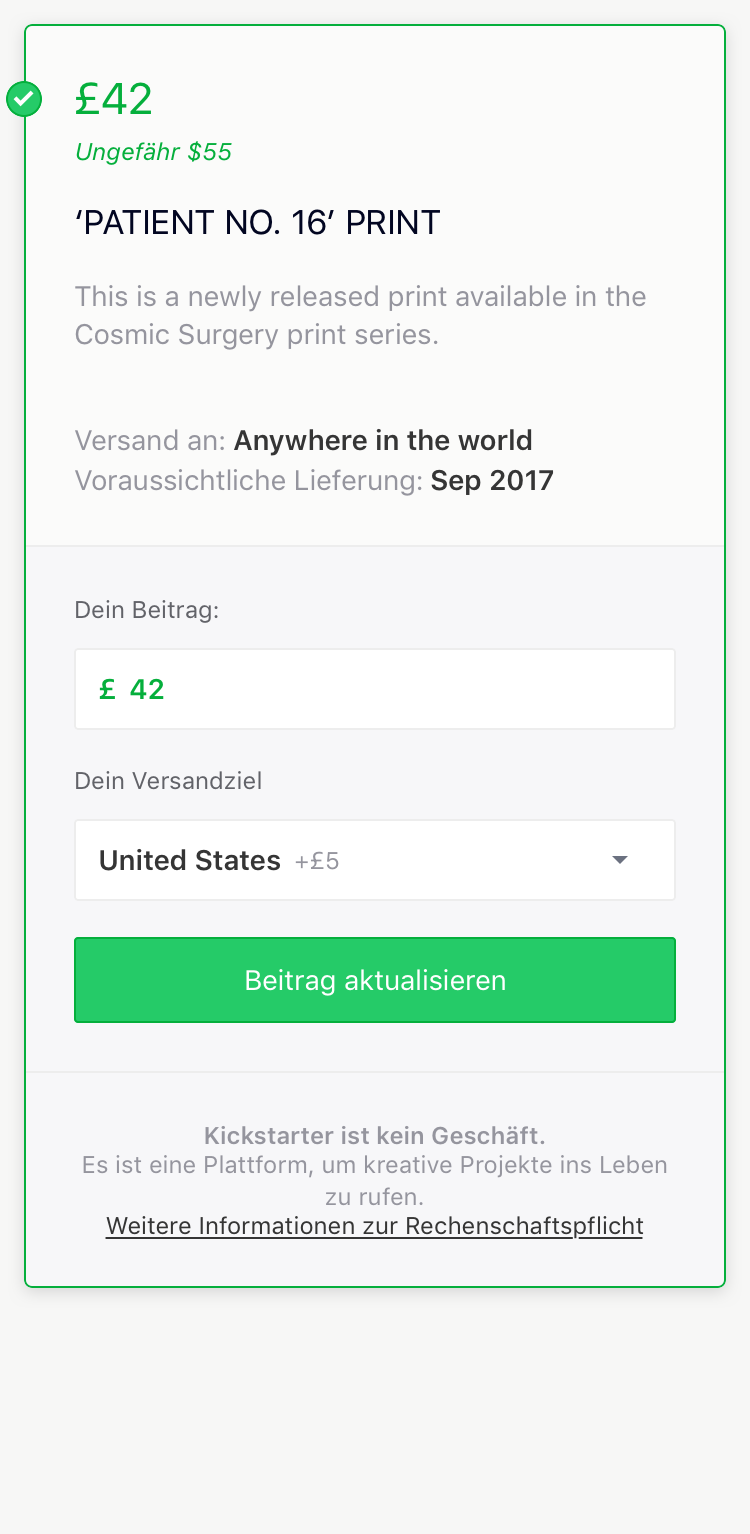 £42
Ungefähr $55
‘PATIENT NO. 16’ PRINT
This is a newly released print available in the
Cosmic Surgery print series.
Versand an: Anywhere in the world
Voraussichtliche Lieferung: Sep 2017
Dein Beitrag:
£ 42
Dein Versandziel
United States +£5
Beitrag aktualisieren
Kickstarter ist kein Geschäft.
Es ist eine Plattform, um kreative Projekte ins Leben
zu rufen.
Weitere Informationen zur Rechenschaftspflicht